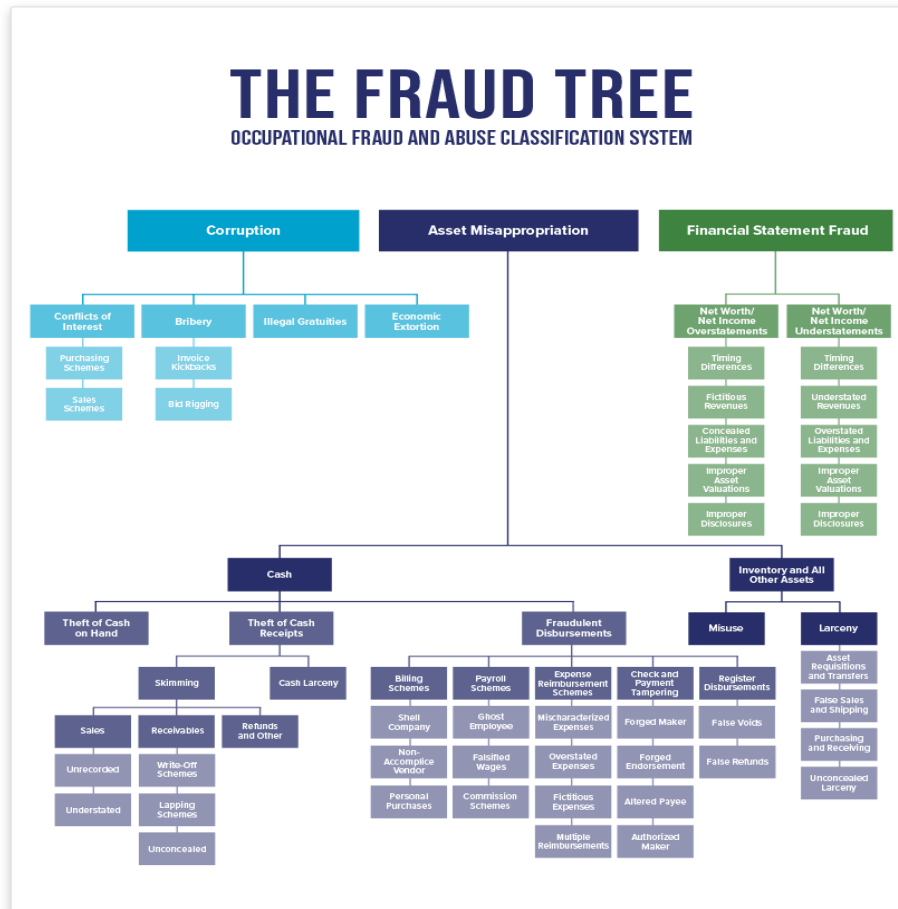 THE FRAUD TREE
OCCUPATIONAL FRAUD AND ABUSE CLASSIFICATION SYSTEM
Corruption
Asset Misappropriation
Financial Statement Fraud
Conflicts of
Interest
Bribery
Illegal Gratuities
Economic
Extortion
Purchasing
Schemes
Sales
Schemes
Invoice
Kickbacks
Bid Rigging
Net Worth/
Net Income
Overstatements
Net Worth/
Net Income
Understatements
Timing
Differences
Fictitious
Revenues
Concealed
Liabilities and
Expenses
Improper
Asset
Valuations
Improper
Disclosures
Timing
Differences
Understated
Revenues
Overstated
Liabilities and
Expenses
Improper
Asset
Valuations
Improper
Disclosures
Cash
Inventory and All
Other Assets
Theft of Cash
on Hand
Theft of Cash
Receipts
Fraudulent
Disbursements
Misuse
Larceny
Skimming
Cash Larceny
Sales
Receivables
Refunds
and Other
Unrecorded
Understated
Write-Off
Schemes
Lapping
Schemes
Unconcealed
Billing
Schemes
Shell
Company
Non-
Accomplice
Vendor
Personal
Purchases
Payroll
Schemes
Ghost
Employee
Falsified
Wages
Commission
Schemes
Expense
Reimbursement
Schemes
Mischaracterized
Expenses
Overstated
Expenses
Fictitious
Expenses
Multiple
Reimbursements
Check and
Payment
Tampering
Forged Maker
Forged
Endorsement
Altered Payee
Authorized
Maker
Register
Disbursements
False Voids
False Refunds
Asset
Requisitions
and Transfers
False Sales
and Shipping
Purchasing
and Receiving
Unconcealed
Larceny